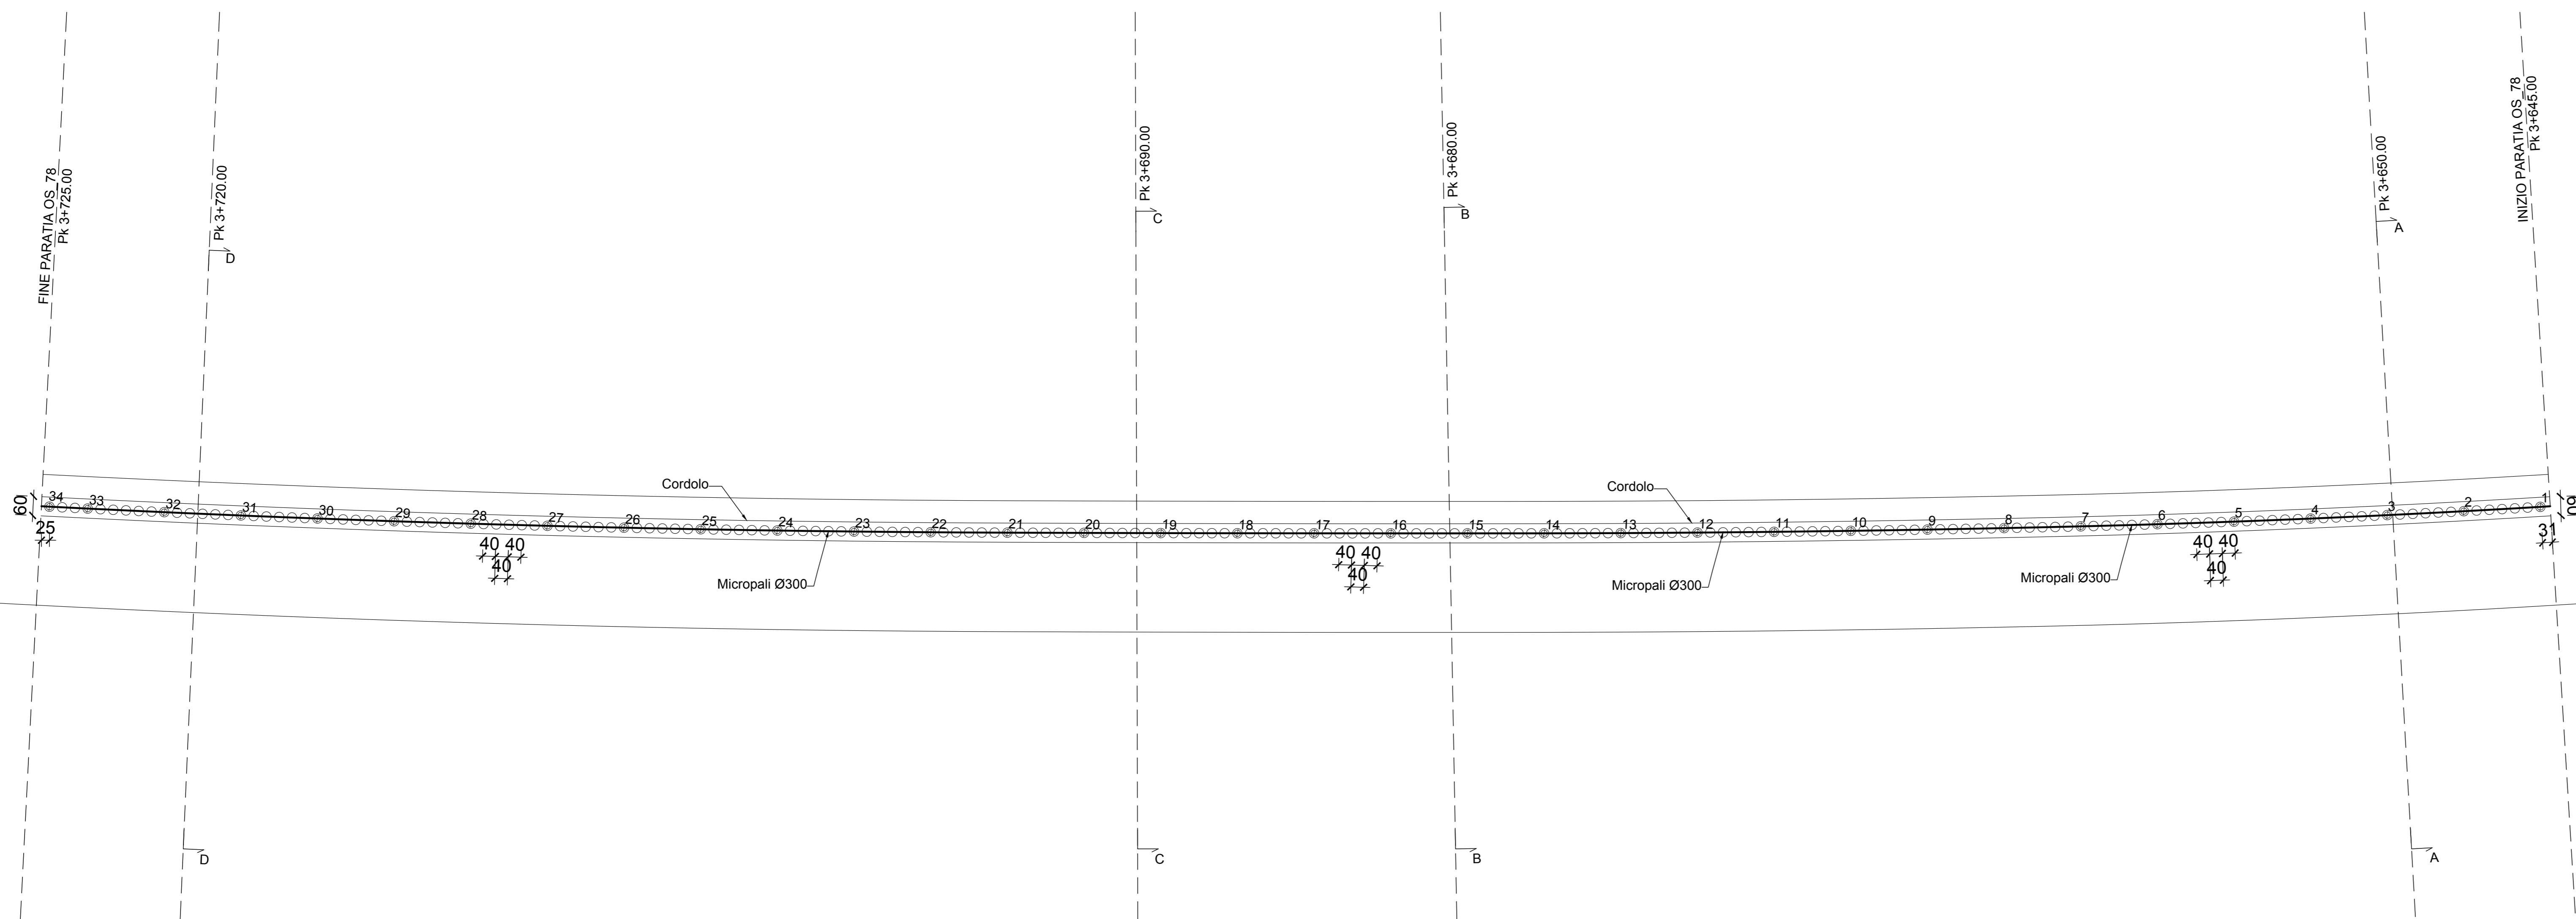 FINE PARATIA OS_78
Pk 3+725.00
Pk 3+720.00
D
Pk 3+690.00
C
Pk 3+680.00
B
Pk 3+650.00
A
INIZIO PARATIA OS_78
Pk 3+645.00
Cordolo
Cordolo
60
34
33
32
31
30
29
28
27
26
25
24
23
22
21
20
19
18
17
16
15
14
13
12
11
10
9
8
7
6
5
4
3
2
1
60
25
31
40
40
40
40
40
40
40
40
40
Micropali Ø300
Micropali Ø300
Micropali Ø300
D
C
B
A